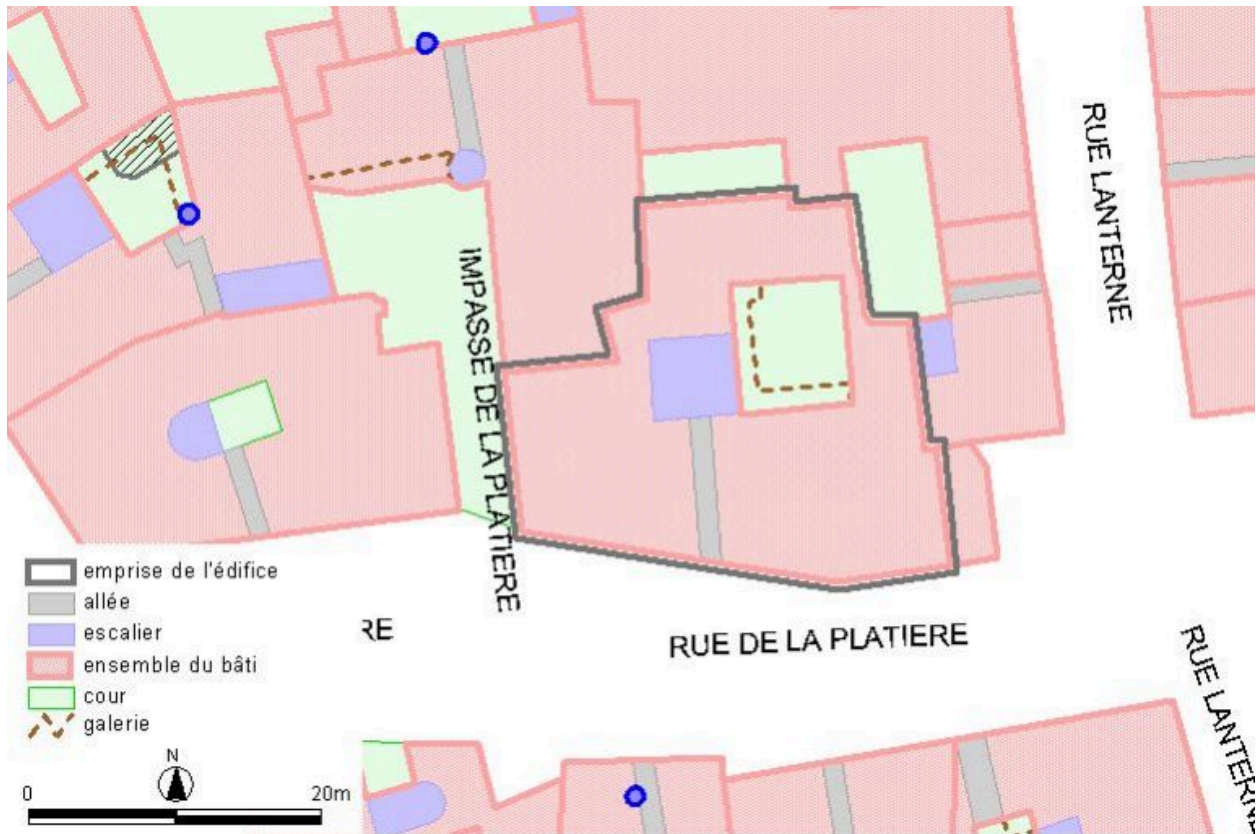 RUE LANTERNE
IMPASSE DE LA PLATIERE
emprise de l'édifice
allée
escalier
ensemble du bâti
cour
galerie
RE
RUE DE LA PLATIERE
RUE LANTERNE
N
0 20m